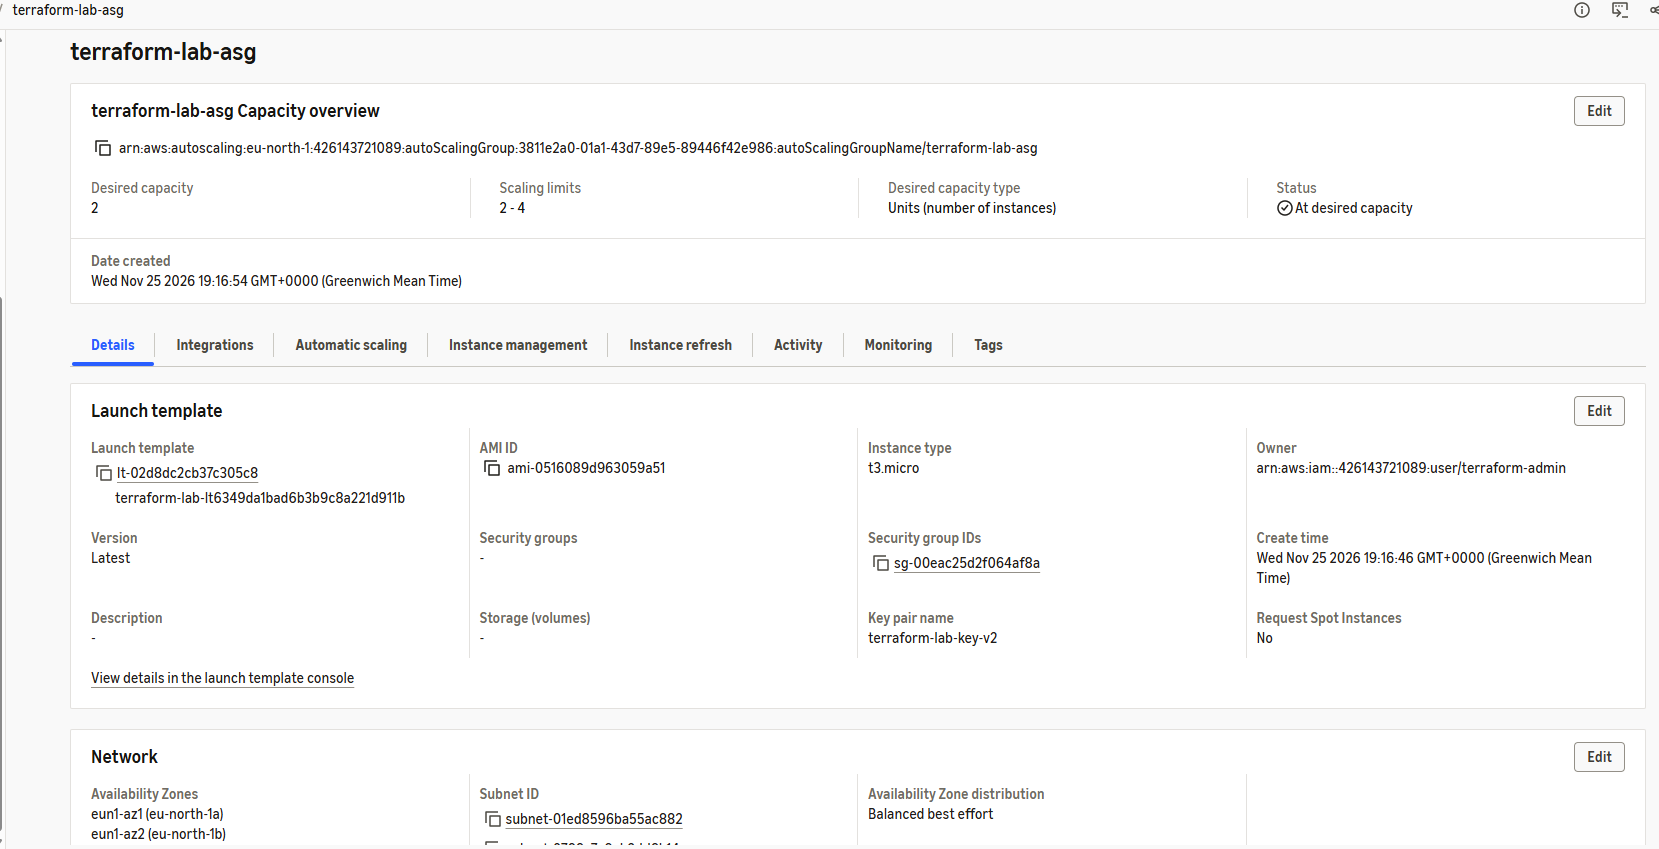 terraform-lab-asg
terraform-lab-asg
terraform-lab-asg Capacity overview
Edit
arn:aws:autoscaling:eu-north-1:426143721089:autoScalingGroup:3811e2a0-01a1-43d7-89e5-89446f42e986:autoScalingGroupName/terraform-lab-asg
Desired capacity
2
Scaling limits
2 - 4
Desired capacity type
Units (number of instances)
Status
At desired capacity
Date created
Wed Nov 25 2026 19:16:54 GMT+0000 (Greenwich Mean Time)
Details
Integrations
Automatic scaling
Instance management
Instance refresh
Activity
Monitoring
Tags
Launch template
Edit
Launch template
lt-02d8dc2cb37c305c8
terraform-lab-lt6349da1bad6b3b9c8a221d911b
AMI ID
ami-0516089d963059a51
Instance type
t3.micro
Owner
arn:aws:iam::426143721089:user/terraform-admin
Version
Latest
Security groups
-
Security group IDs
sg-00eac25d2f064af8a
Create time
Wed Nov 25 2026 19:16:46 GMT+0000 (Greenwich Mean
Time)
Description
-
Storage (volumes)
-
Key pair name
terraform-lab-key-v2
Request Spot Instances
No
View details in the launch template console
Network
Edit
Availability Zones
eun1-az1 (eu-north-1a)
eun1-az2 (eu-north-1b)
Subnet ID
subnet-01ed8596ba55ac882
Availability Zone distribution
Balanced best effort